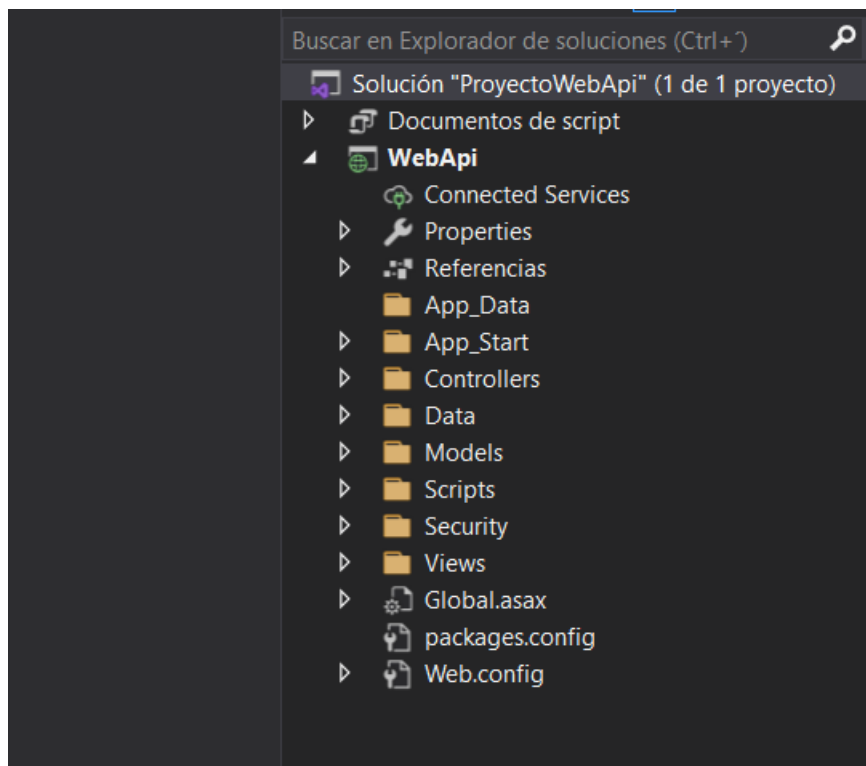 Buscar en Explorador de soluciones (Ctrl+´)
Solución "ProyectoWebApi" (1 de 1 proyecto)
Documentos de script
WebApi
Connected Services
Properties
Referencias
App_Data
App_Start
Controllers
Data
Models
Scripts
Security
Views
Global.asax
packages.config
Web.config